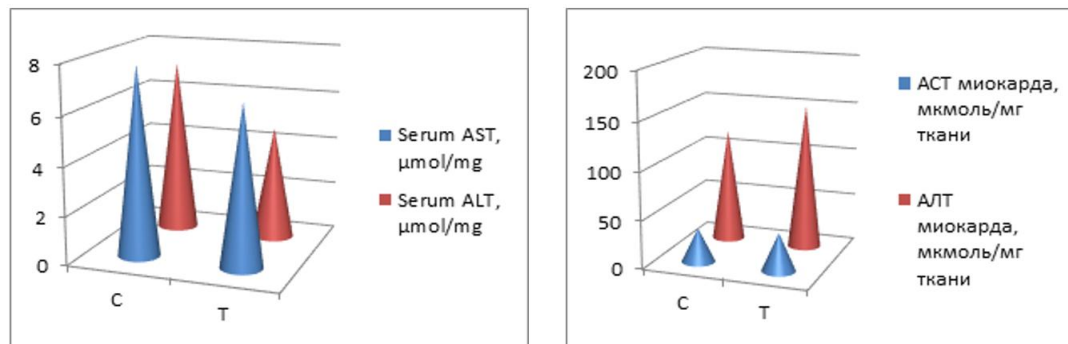 8
6
4
2
0
C
T
Serum AST,
µmol/mg
Serum ALT,
µmol/mg
200
150
100
50
0
С
Т
АСТ миокарда,
мкмоль/мг
ткани
АЛТ
миокарда,
мкмоль/мг
ткани